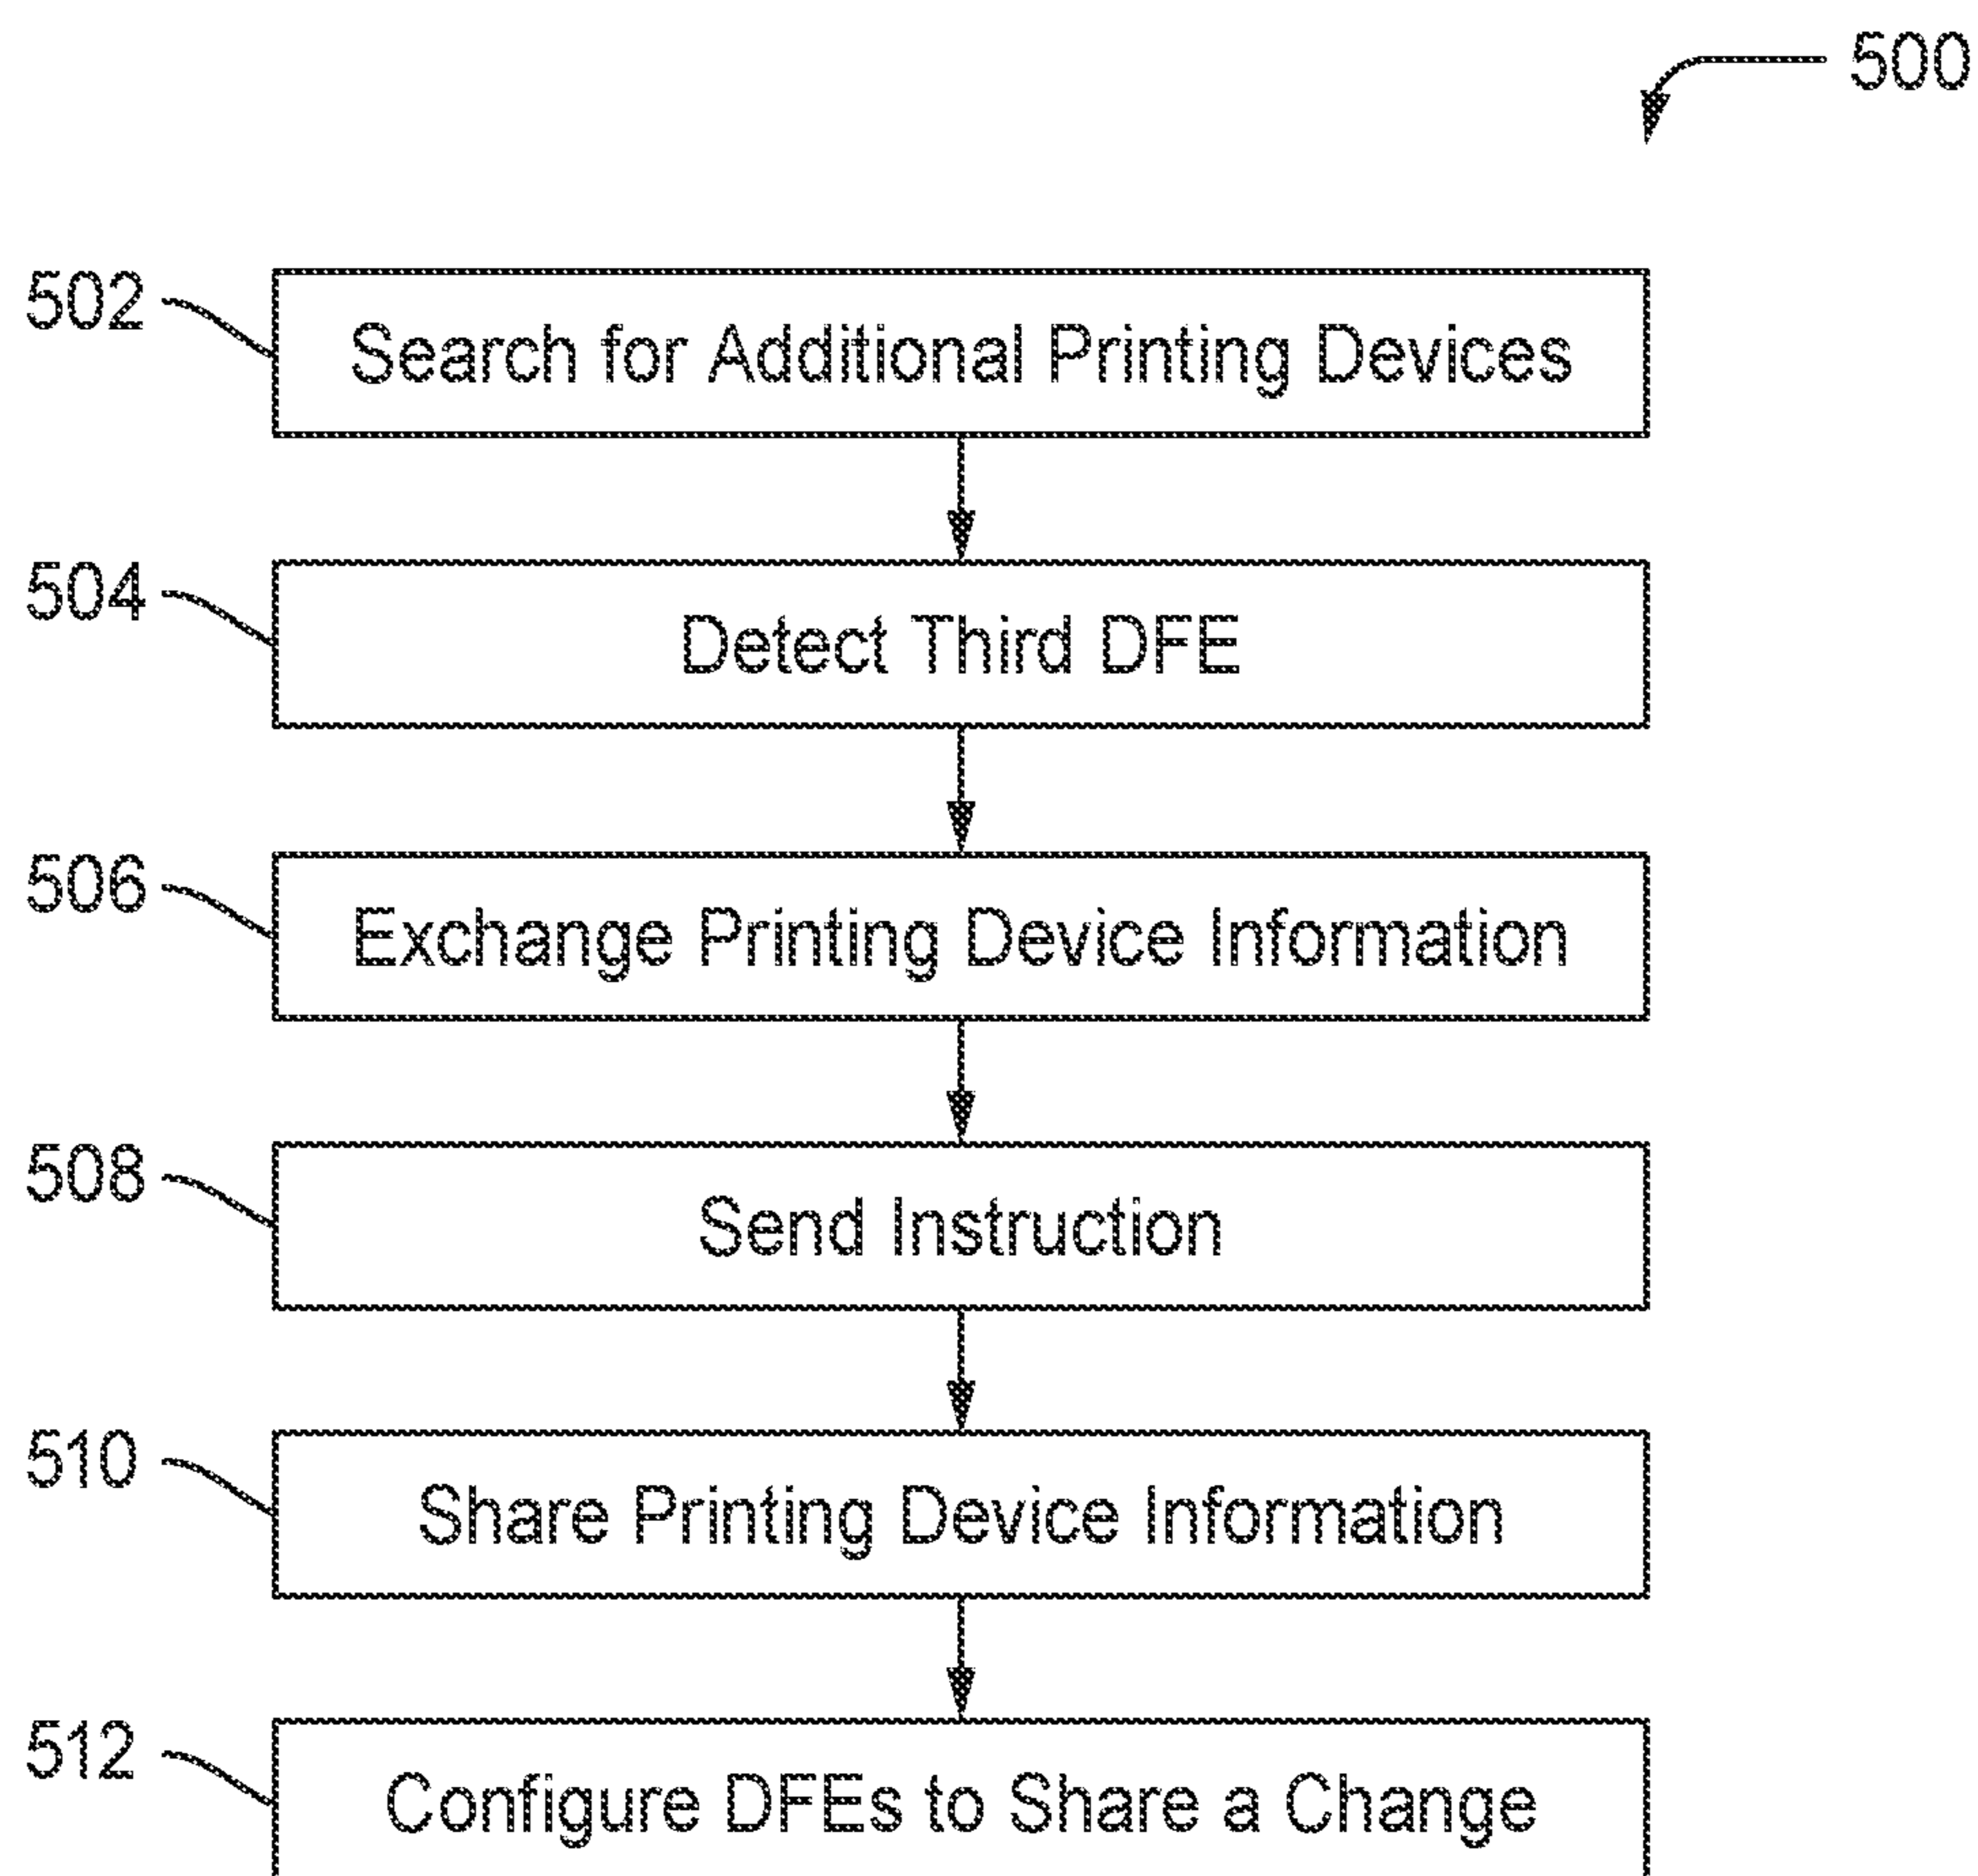 500
502
Search for Additional Printing Devices
504
Detect Third DFE
506
Exchange Printing Device Information
508
Send Instruction
510
Share Printing Device Information
512
Configure DFEs to Share a Change